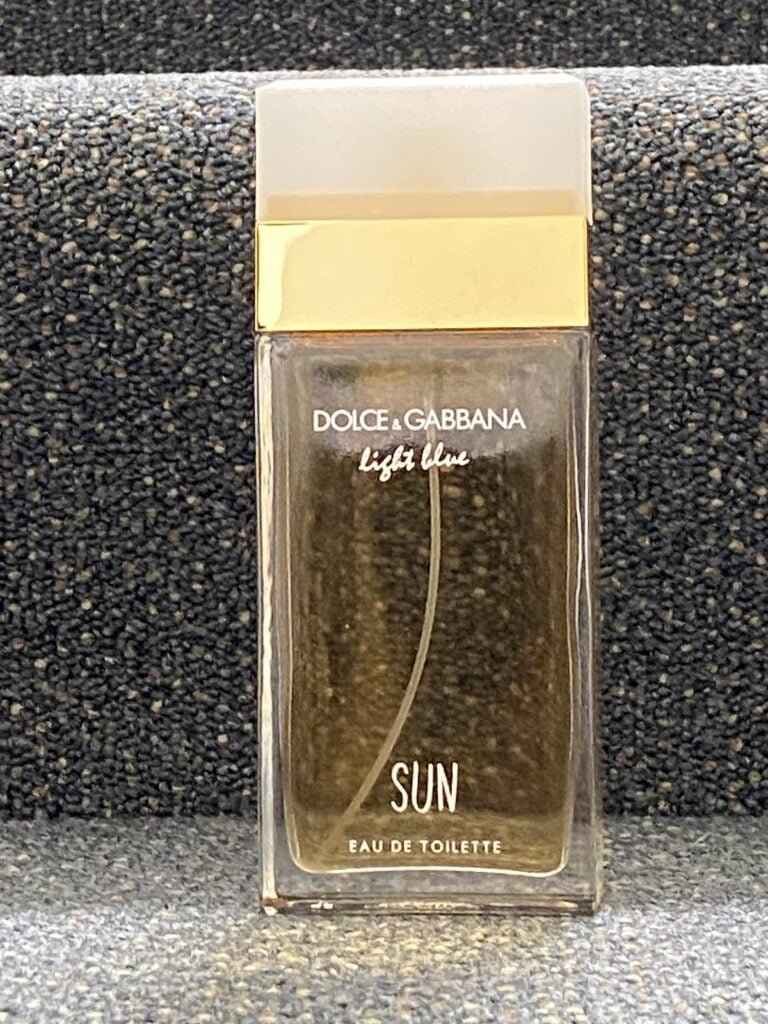 DOLCE & GABBANA
light blue
SUN
EAU DE TOILETTE